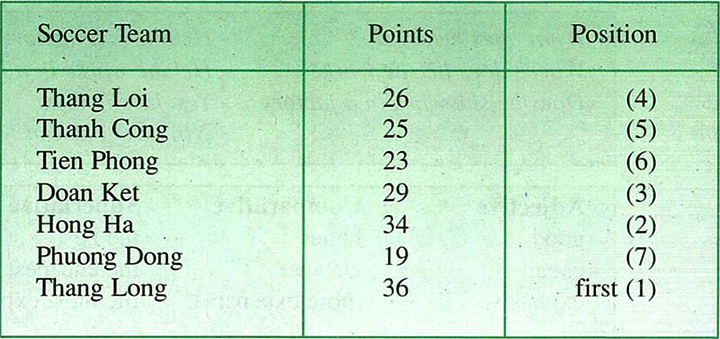 Soccer Team Points Position
Thang Loi 26 (4)
Thanh Cong 25 (5)
Tien Phong 23 (6)
Doan Ket 29 (3)
Hong Ha 34 (2)
Phuong Dong 19 (7)
Thang Long 36 first (1)